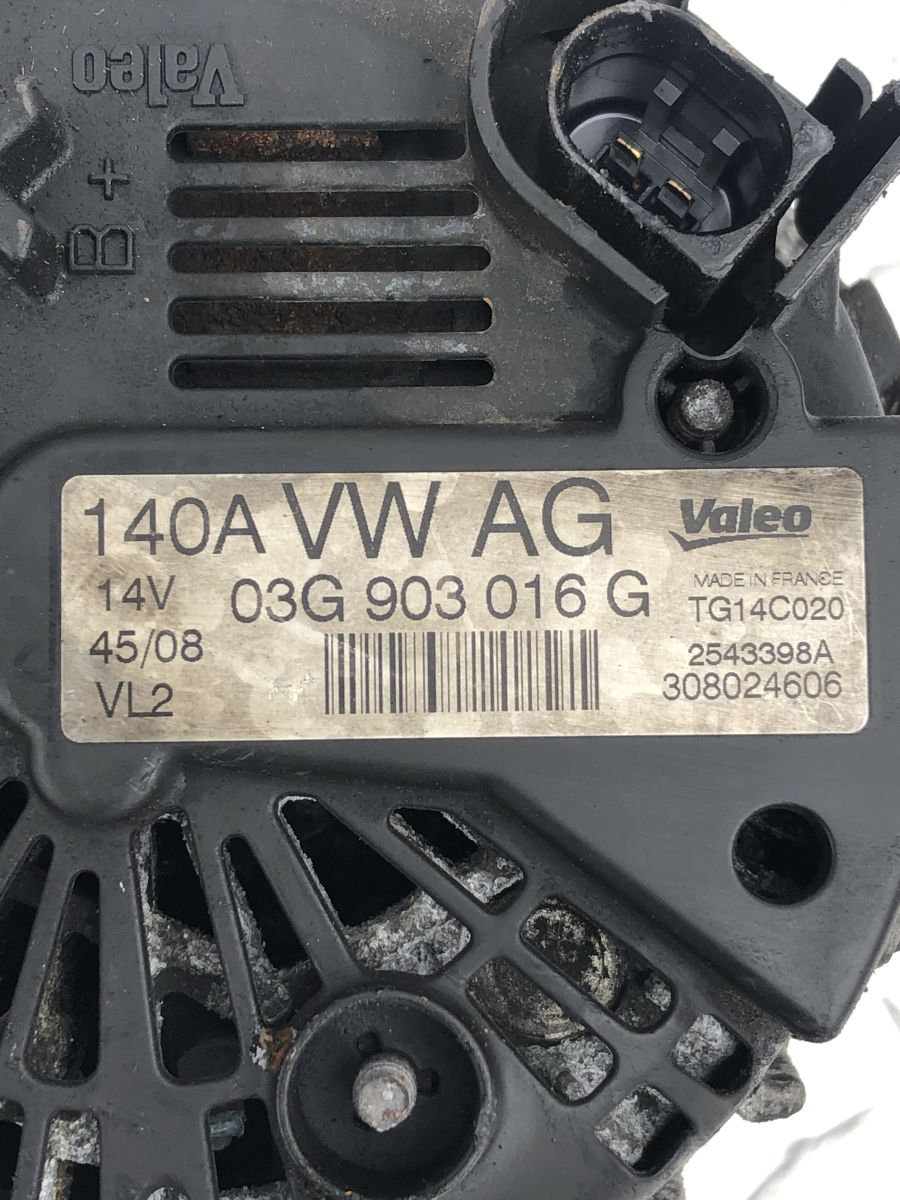 Valeo
B+
140A VW AG Valeo
14V 03G 903 016 G MADE IN FRANCE
TG14C020
45/08 2543398A
VL2 308024606